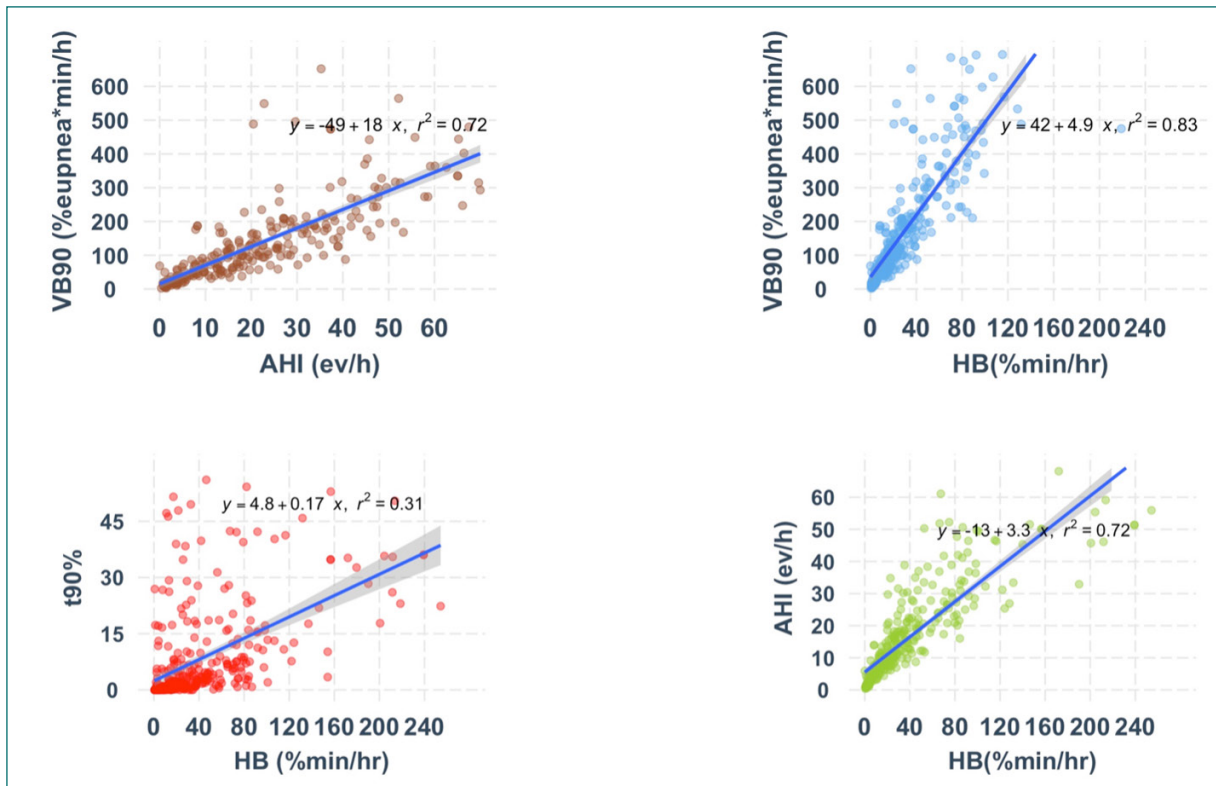 VB90 (%eupnea*min/h)
600
500
400
300
200
100
0
y = -49 + 18 x, r² = 0.72
0 10 20 30 40 50 60
AHI (ev/h)
VB90 (%eupnea*min/h)
600
500
400
300
200
100
0
y = 42 + 4.9 x, r² = 0.83
0 40 80 120 160 200 240
HB(%min/hr)
t90%
45
30
15
0
y = 4.8 + 0.17 x, r² = 0.31
0 40 80 120 160 200 240
HB (%min/hr)
AHI (ev/h)
60
50
40
30
20
10
0
y = -13 + 3.3 x, r² = 0.72
0 40 80 120 160 200 240
HB(%min/hr)